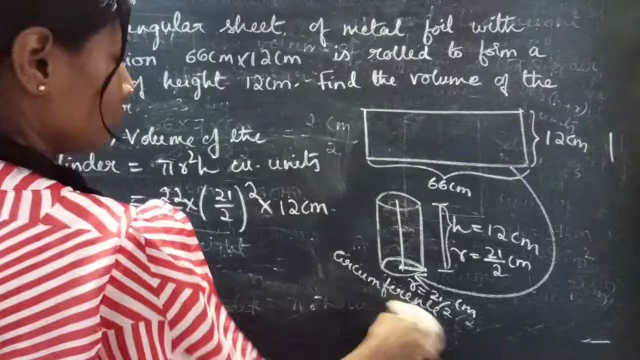 angular sheet of metal foil with
ion 66cm x 12cm is rolled to form a
of height 12cm. Find the volume of the
Volume of the
linder = πr²h cu. units
= 22 x (21/2)² x 12cm.
12cm
66cm
h = 12cm
r = 21/2 cm
r = 21/2 cm
circumference